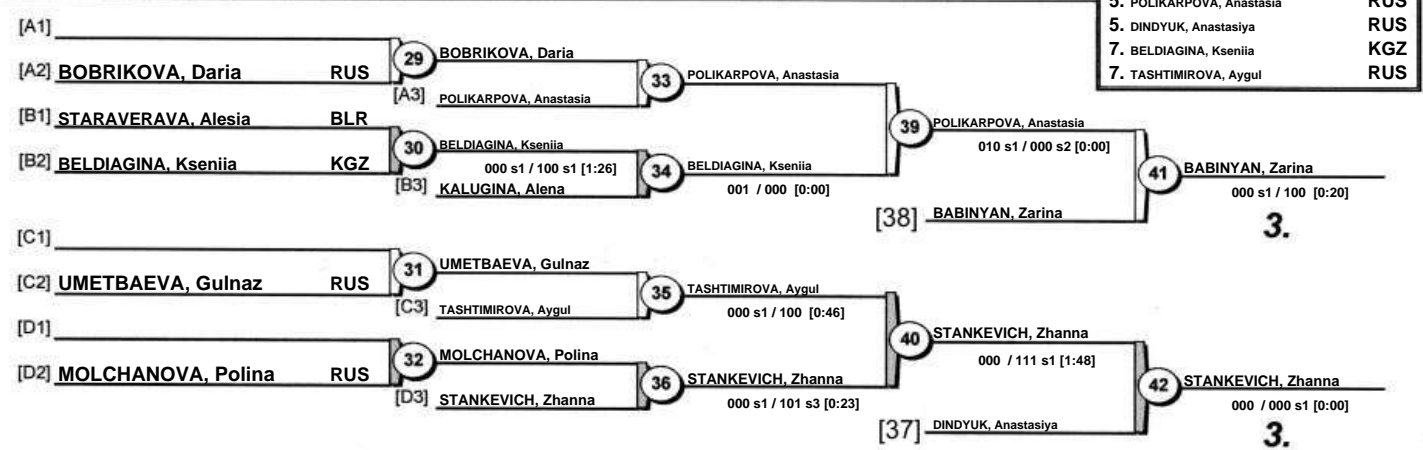 5. POLIKARPOVA, Anastasia RUS
5. DINDYUK, Anastasiya RUS
7. BELDIAGINA, Kseniia KGZ
7. TASHTIMIROVA, Aygul RUS
[A1]
29 BOBRIKOVA, Daria
[A2] BOBRIKOVA, Daria RUS
33 POLIKARPOVA, Anastasia
[A3] POLIKARPOVA, Anastasia
[B1] STARAVERAVA, Alesia BLR
39 POLIKARPOVA, Anastasia
010 s1 / 000 s2 [0:00]
30 BELDIAGINA, Kseniia
000 s1 / 100 s1 [1:26]
[B2] BELDIAGINA, Kseniia KGZ
34 BELDIAGINA, Kseniia
001 / 000 [0:00]
41 BABINYAN, Zarina
000 s1 / 100 [0:20]
[B3] KALUGINA, Alena
[38] BABINYAN, Zarina
3.
[C1]
31 UMETBAEVA, Gulnaz
[C2] UMETBAEVA, Gulnaz RUS
35 TASHTIMIROVA, Aygul
000 s1 / 100 [0:46]
[C3] TASHTIMIROVA, Aygul
[D1]
40 STANKEVICH, Zhanna
000 / 111 s1 [1:48]
32 MOLCHANOVA, Polina
[D2] MOLCHANOVA, Polina RUS
36 STANKEVICH, Zhanna
000 s1 / 101 s3 [0:23]
42 STANKEVICH, Zhanna
000 / 000 s1 [0:00]
[D3] STANKEVICH, Zhanna
[37] DINDYUK, Anastasiya
3.